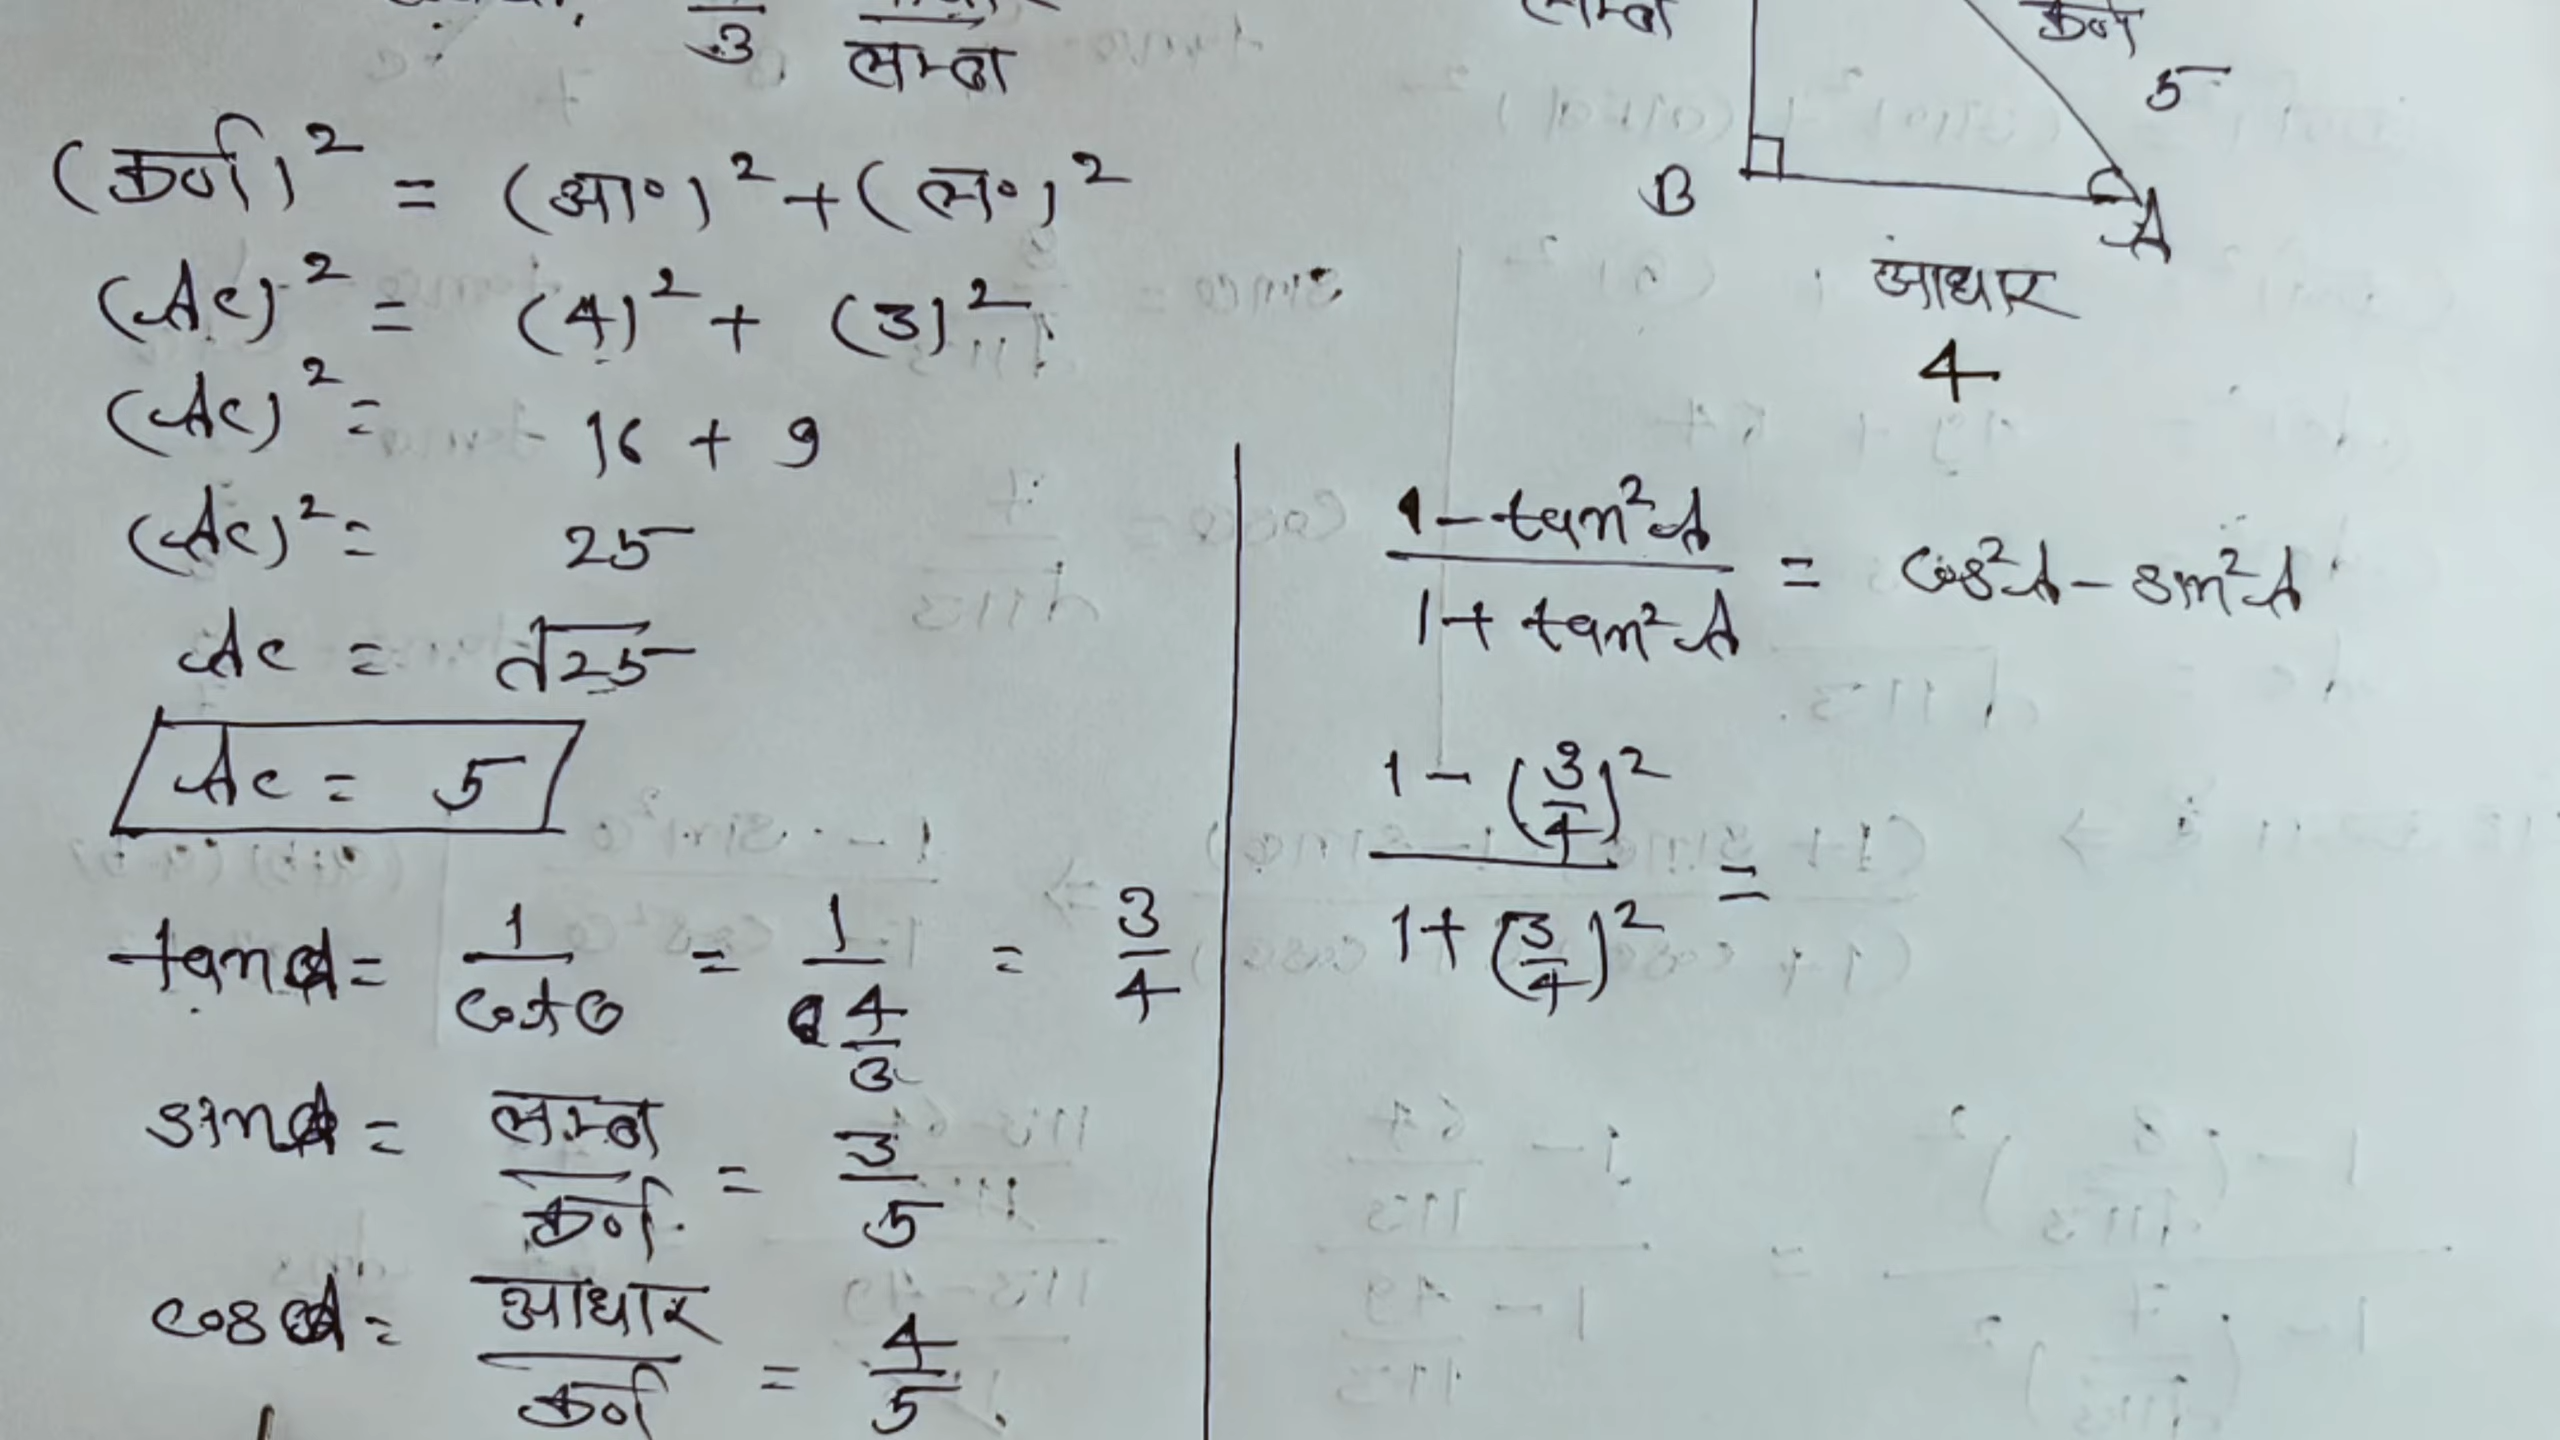 3 लम्ब
(कर्ण)² = (आ॰)² + (ल॰)²
(AC)² = (4)² + (3)²
(AC)² = 16 + 9
(AC)² = 25
AC = √25
AC = 5
tanA = 1/cotθ = 1/(4/3) = 3/4
sinA = लम्ब/कर्ण = 3/5
cosA = आधार/कर्ण = 4/5
लम्ब
कर्ण
5
B
A
आधार
4
(1 - tan²A)/(1 + tan²A) = cos²A - sin²A
(1 - (3/4)²)/(1 + (3/4)²) =